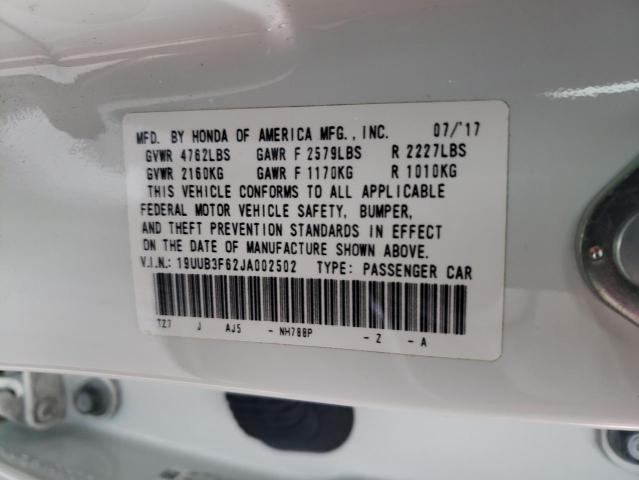 MFD. BY HONDA OF AMERICA MFG., INC. 07/'17
GVWR 4762LBS GAWR F 2579LBS R 2227LBS
GVWR 2160KG GAWR F 1170KG R 1010KG
THIS VEHICLE CONFORMS TO ALL APPLICABLE
FEDERAL MOTOR VEHICLE SAFETY, BUMPER,
AND THEFT PREVENTION STANDARDS IN EFFECT
ON THE DATE OF MANUFACTURE SHOWN ABOVE.
V.I.N.: 19UUB3F62JA002502 TYPE: PASSENGER CAR
TZ7 J AJ5 - NH788P - Z - A